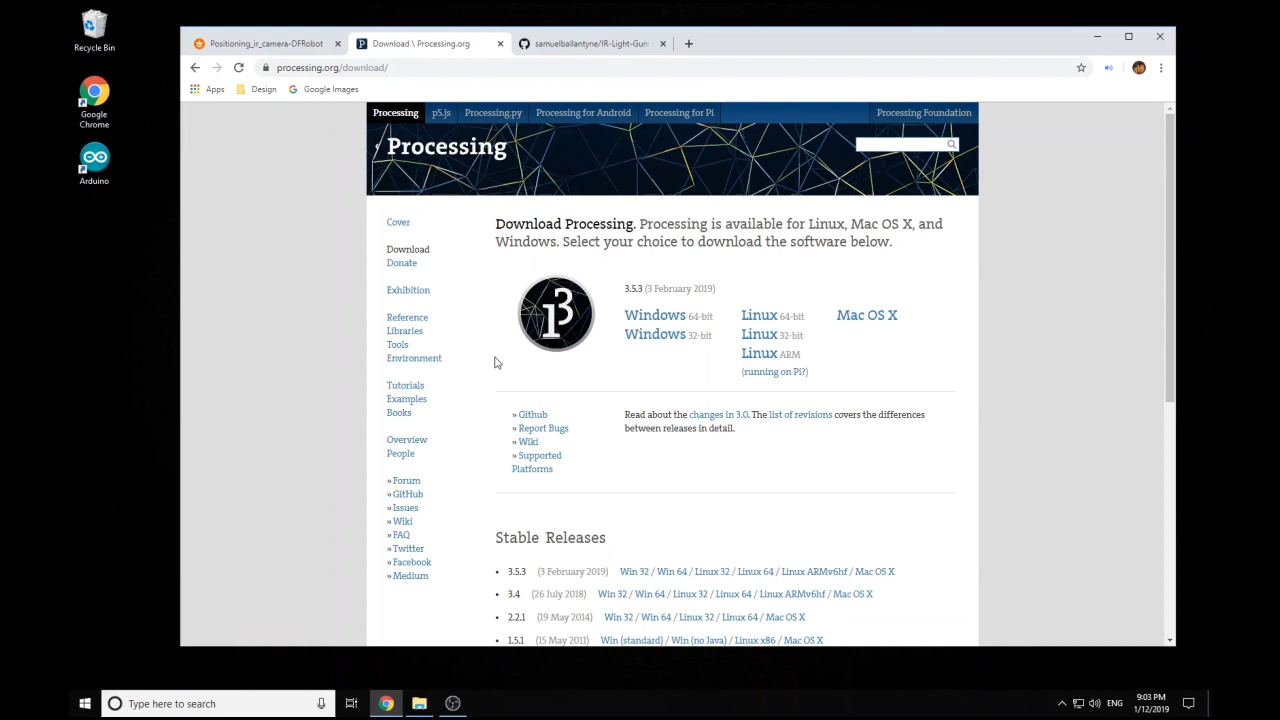 Recycle Bin
Google
Chrome
Arduino
Positioning_ir_camera-DFRobot
Download \ Processing.org
samuelballantyne/IR-Light-Gun:
processing.org/download/
Apps
Design
Google Images
Processing
p5.js
Processing.py
Processing for Android
Processing for Pi
Processing Foundation
Processing
Cover
Download
Donate
Exhibition
Reference
Libraries
Tools
Environment
Tutorials
Examples
Books
Overview
People
» Forum
» GitHub
» Issues
» Wiki
» FAQ
» Twitter
» Facebook
» Medium
Download Processing. Processing is available for Linux, Mac OS X, and
Windows. Select your choice to download the software below.
3
3.5.3 (3 February 2019)
Windows 64-bit
Windows 32-bit
Linux 64-bit
Linux 32-bit
Linux ARM
(running on Pi?)
Mac OS X
» Github
» Report Bugs
» Wiki
» Supported
Platforms
Read about the changes in 3.0. The list of revisions covers the differences
between releases in detail.
Stable Releases
• 3.5.3 (3 February 2019) Win 32 / Win 64 / Linux 32 / Linux 64 / Linux ARMv6hf / Mac OS X
• 3.4 (26 July 2018) Win 32 / Win 64 / Linux 32 / Linux 64 / Linux ARMv6hf / Mac OS X
• 2.2.1 (19 May 2014) Win 32 / Win 64 / Linux 32 / Linux 64 / Mac OS X
• 1.5.1 (15 May 2011) Win (standard) / Win (no Java) / Linux x86 / Mac OS X
Type here to search
ENG
9:03 PM
1/12/2019